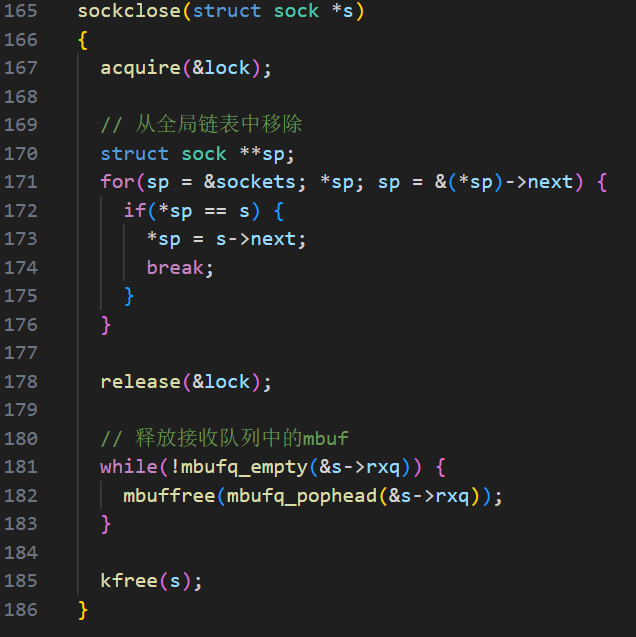 165 sockclose(struct sock *s)
166 {
167   acquire(&lock);
168
169   // 从全局链表中移除
170   struct sock **sp;
171   for(sp = &sockets; *sp; sp = &(*sp)->next) {
172     if(*sp == s) {
173       *sp = s->next;
174       break;
175     }
176   }
177
178   release(&lock);
179
180   // 释放接收队列中的mbuf
181   while(!mbufq_empty(&s->rxq)) {
182     mbuffree(mbufq_pophead(&s->rxq));
183   }
184
185   kfree(s);
186 }